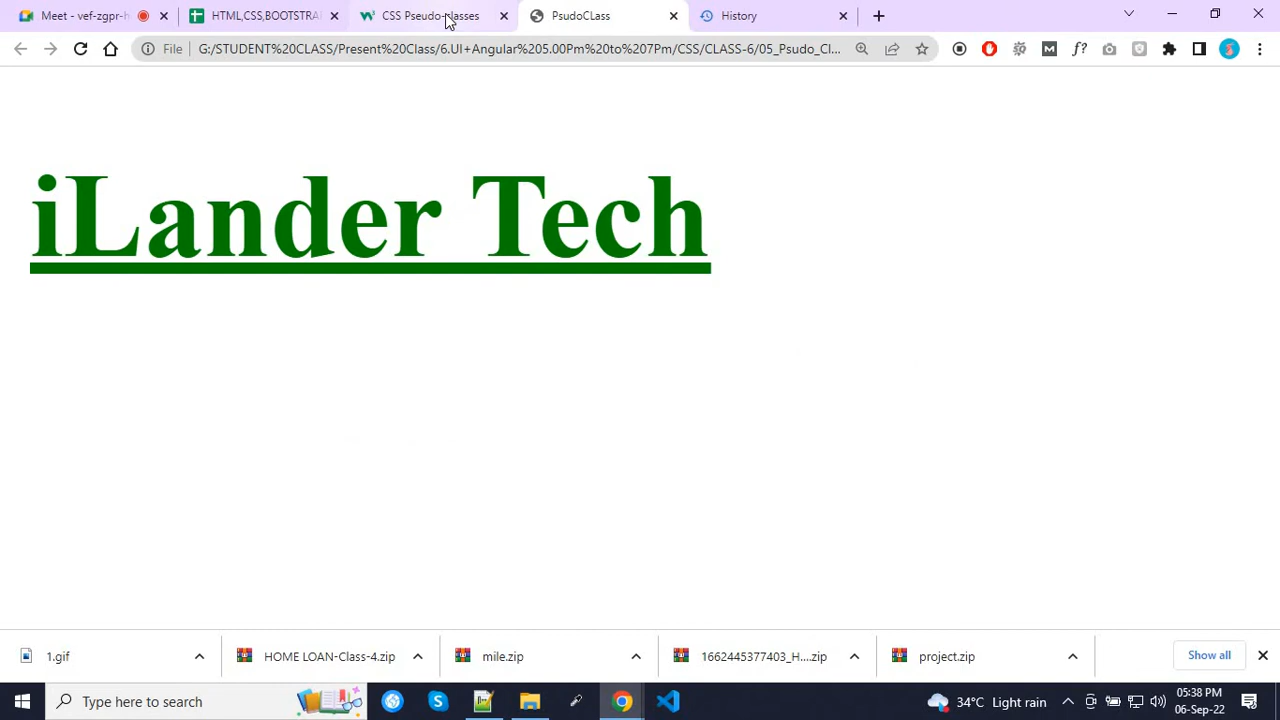 Meet - vef-zgpr-h
HTML,CSS,BOOTSTRA
CSS Pseudo-classes
PsudoCLass
History
File
G:/STUDENT%20CLASS/Present%20Class/6.UI+Angular%205.00Pm%20to%207Pm/CSS/CLASS-6/05_Psudo_Cl...
iLander Tech
1.gif
HOME LOAN-Class-4.zip
mile.zip
1662445377403_H....zip
project.zip
Show all
Type here to search
34°C Light rain
05:38 PM
06-Sep-22